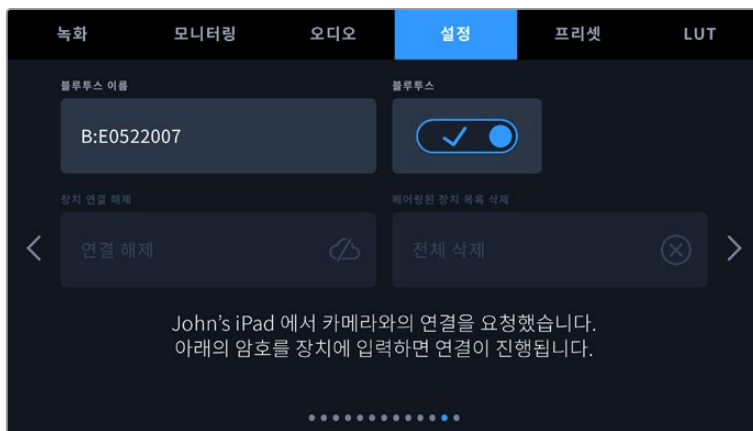 녹화 모니터링 오디오 설정 프리셋 LUT
블루투스 이름 블루투스
B:E0522007
장치 연결 해제 페어링된 장치 목록 삭제
연결 해제 전체 삭제
John's iPad 에서 카메라와의 연결을 요청했습니다.
아래의 암호를 장치에 입력하면 연결이 진행됩니다.